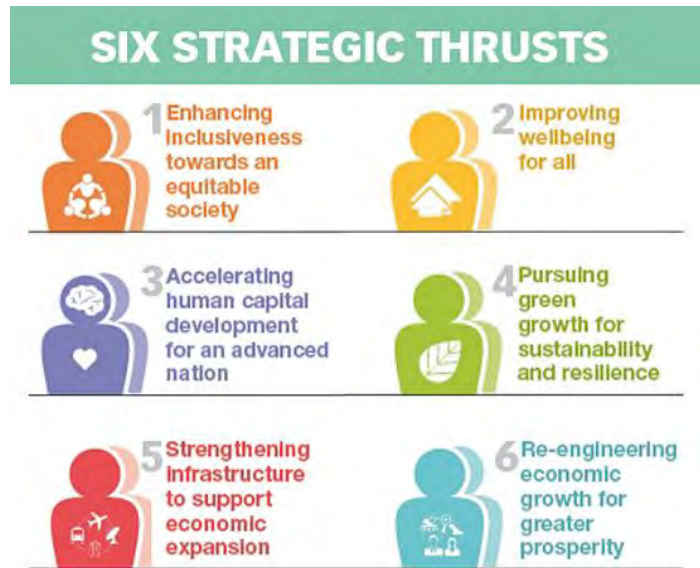 SIX STRATEGIC THRUSTS
1 Enhancing
inclusiveness
towards an
equitable
society
2 Improving
wellbeing
for all
3 Accelerating
human capital
development
for an advanced
nation
4 Pursuing
green
growth for
sustainability
and resilience
5 Strengthening
infrastructure
to support
economic
expansion
6 Re-engineering
economic
growth for
greater
prosperity